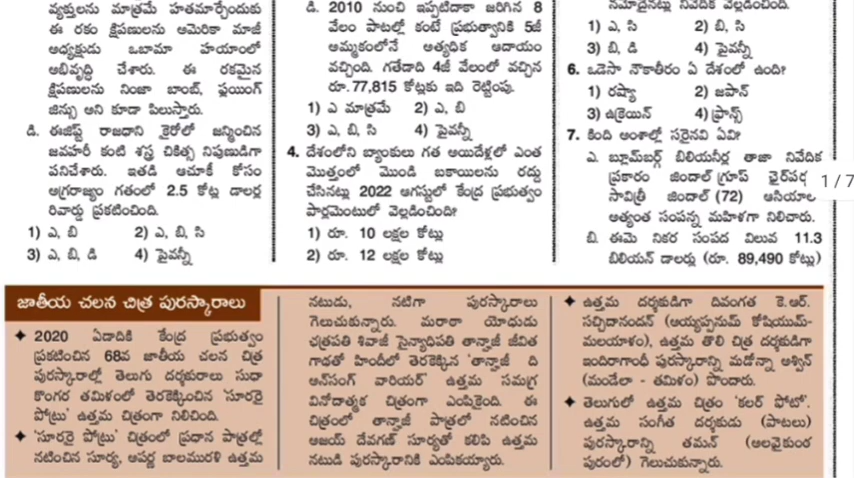 వ్యక్తులను మాత్రమే హతమార్చేందుకు
ఈ రకం క్షిపణులను అమెరికా మాజీ
అధ్యక్షుడు ఒబామా హయాంలో
అభివృద్ధి చేశారు. ఈ రకమైన
క్షిపణులను నింజా బాంబ్, ఫ్లయింగ్
జిన్సు అని కూడా పిలుస్తారు.
డి. ఈజిప్ట్ రాజధాని కైరోలో జన్మించిన
జవహరీ కంటి శస్త్ర చికిత్స నిపుణుడిగా
పనిచేశారు. ఇతడి ఆచూకీ కోసం
అగ్రరాజ్యం గతంలో 2.5 కోట్ల డాలర్ల
రివార్డు ప్రకటించింది.
1) ఎ, బి 2) ఎ, బి, సి
3) ఎ, బి, డి 4) పైవన్నీ
డి. 2010 నుంచి ఇప్పటిదాకా జరిగిన 8
వేలం పాటల్లో కంటే ప్రభుత్వానికి 5జీ
అమ్మకంలోనే అత్యధిక ఆదాయం
వచ్చింది. గతేడాది 4జీ వేలంలో వచ్చిన
రూ. 77,815 కోట్లకు ఇది రెట్టింపు.
1) ఎ మాత్రమే 2) ఎ, బి
3) ఎ, బి, సి 4) పైవన్నీ
4. దేశంలోని బ్యాంకులు గత అయిదేళ్లలో ఎంత
మొత్తంలో మొండి బకాయిలను రద్దు
చేసినట్లు 2022 ఆగస్టులో కేంద్ర ప్రభుత్వం
పార్లమెంటులో వెల్లడించింది?
1) రూ. 10 లక్షల కోట్లు
2) రూ. 12 లక్షల కోట్లు
నమోదైనట్లు నివేదిక వెల్లడించింది.
1) ఎ, సి 2) బి, సి
3) బి, డి 4) పైవన్నీ
6. ఒడెసా నౌకాతీరం ఏ దేశంలో ఉంది?
1) రష్యా 2) జపాన్
3) ఉక్రెయిన్ 4) ఫ్రాన్స్
7. కింది అంశాల్లో సరైనవి ఏవి?
ఎ. బ్లూమ్‌బర్గ్ బిలియనీర్ల తాజా నివేదిక
ప్రకారం జిందాల్ గ్రూప్ ఛైర్‌పర్
సావిత్రీ జిందాల్ (72) ఆసియాల
అత్యంత సంపన్న మహిళగా నిలిచారు.
బి. ఈమె నికర సంపద విలువ 11.3
బిలియన్ డాలర్లు (రూ. 89,490 కోట్లు)
1 / 7
జాతీయ చలన చిత్ర పురస్కారాలు
✦ 2020 ఏడాదికి కేంద్ర ప్రభుత్వం
ప్రకటించిన 68వ జాతీయ చలన చిత్ర
పురస్కారాల్లో తెలుగు దర్శకురాలు సుధా
కొంగర తమిళంలో తెరకెక్కించిన ‘సూరరై
పోట్రు’ ఉత్తమ చిత్రంగా నిలిచింది.
✦ ‘సూరరై పోట్రు’ చిత్రంలో ప్రధాన పాత్రల్లో
నటించిన సూర్య, అపర్ణ బాలమురళి ఉత్తమ
నటుడు, నటిగా పురస్కారాలు
గెలుచుకున్నారు. మరాఠా యోధుడు
ఛత్రపతి శివాజీ సైన్యాధిపతి తాన్హాజీ జీవిత
గాథతో హిందీలో తెరకెక్కిన ‘తాన్హాజీ ది
అన్‌సంగ్ వారియర్’ ఉత్తమ సమగ్ర
వినోదాత్మక చిత్రంగా ఎంపికైంది. ఈ
చిత్రంలో తాన్హాజీ పాత్రలో నటించిన
అజయ్ దేవగణ్ సూర్యతో కలిపి ఉత్తమ
నటుడి పురస్కారానికి ఎంపికయ్యారు.
✦ ఉత్తమ దర్శకుడిగా దివంగత కె.ఆర్.
సచ్చిదానందన్ (అయ్యప్పనుమ్ కోషియుమ్-
మలయాళం), ఉత్తమ తొలి చిత్ర దర్శకుడిగా
ఇందిరాగాంధీ పురస్కారాన్ని మడోన్నా అశ్విన్
(మండేలా - తమిళం) పొందారు.
✦ తెలుగులో ఉత్తమ చిత్రం ‘కలర్ ఫోటో’.
ఉత్తమ సంగీత దర్శకుడు (పాటలు)
పురస్కారాన్ని తమన్ (అలవైకుంఠ
పురంలో) గెలుచుకున్నారు.